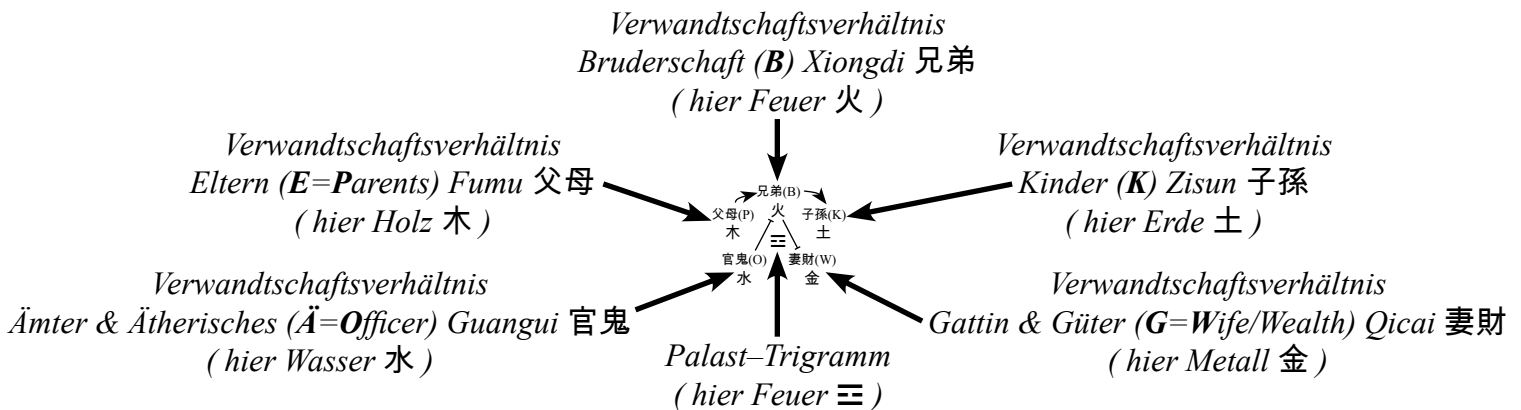 Verwandtschaftsverhältnis
Bruderschaft (B) Xiongdi 兄弟
( hier Feuer 火 )
Verwandtschaftsverhältnis
Eltern (E=Parents) Fumu 父母
( hier Holz 木 )
Verwandtschaftsverhältnis
Kinder (K) Zisun 子孫
( hier Erde 土 )
兄弟(B)
火
父母(P)
木
子孫(K)
土
☲
官鬼(O)
水
妻財(W)
金
Verwandtschaftsverhältnis
Ämter & Ätherisches (Ä=Officer) Guangui 官鬼
( hier Wasser 水 )
Verwandtschaftsverhältnis
Gattin & Güter (G=Wife/Wealth) Qicai 妻財
( hier Metall 金 )
Palast–Trigramm
( hier Feuer ☲ )